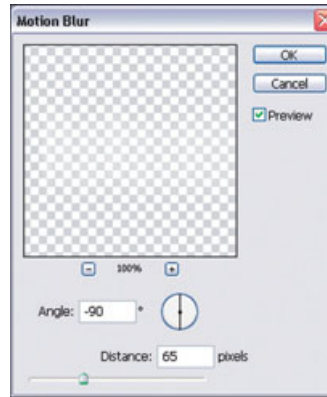 Motion Blur
OK
Cancel
Preview
100%
Angle: -90 °
Distance: 65 pixels